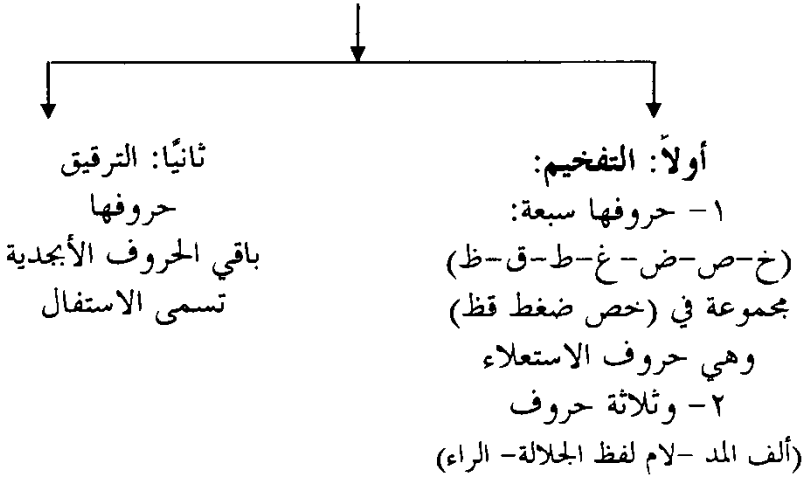 أولاً: التفخيم:
١- حروفها سبعة:
(خ-ص-ض-غ-ط-ق-ظ)
مجموعة في (خص ضغط قظ)
وهي حروف الاستعلاء
٢- وثلاثة حروف
(ألف المد -لام لفظ الجلالة- الراء)
ثانيًا: الترقيق
حروفها
باقي الحروف الأبجدية
تسمى الاستفال